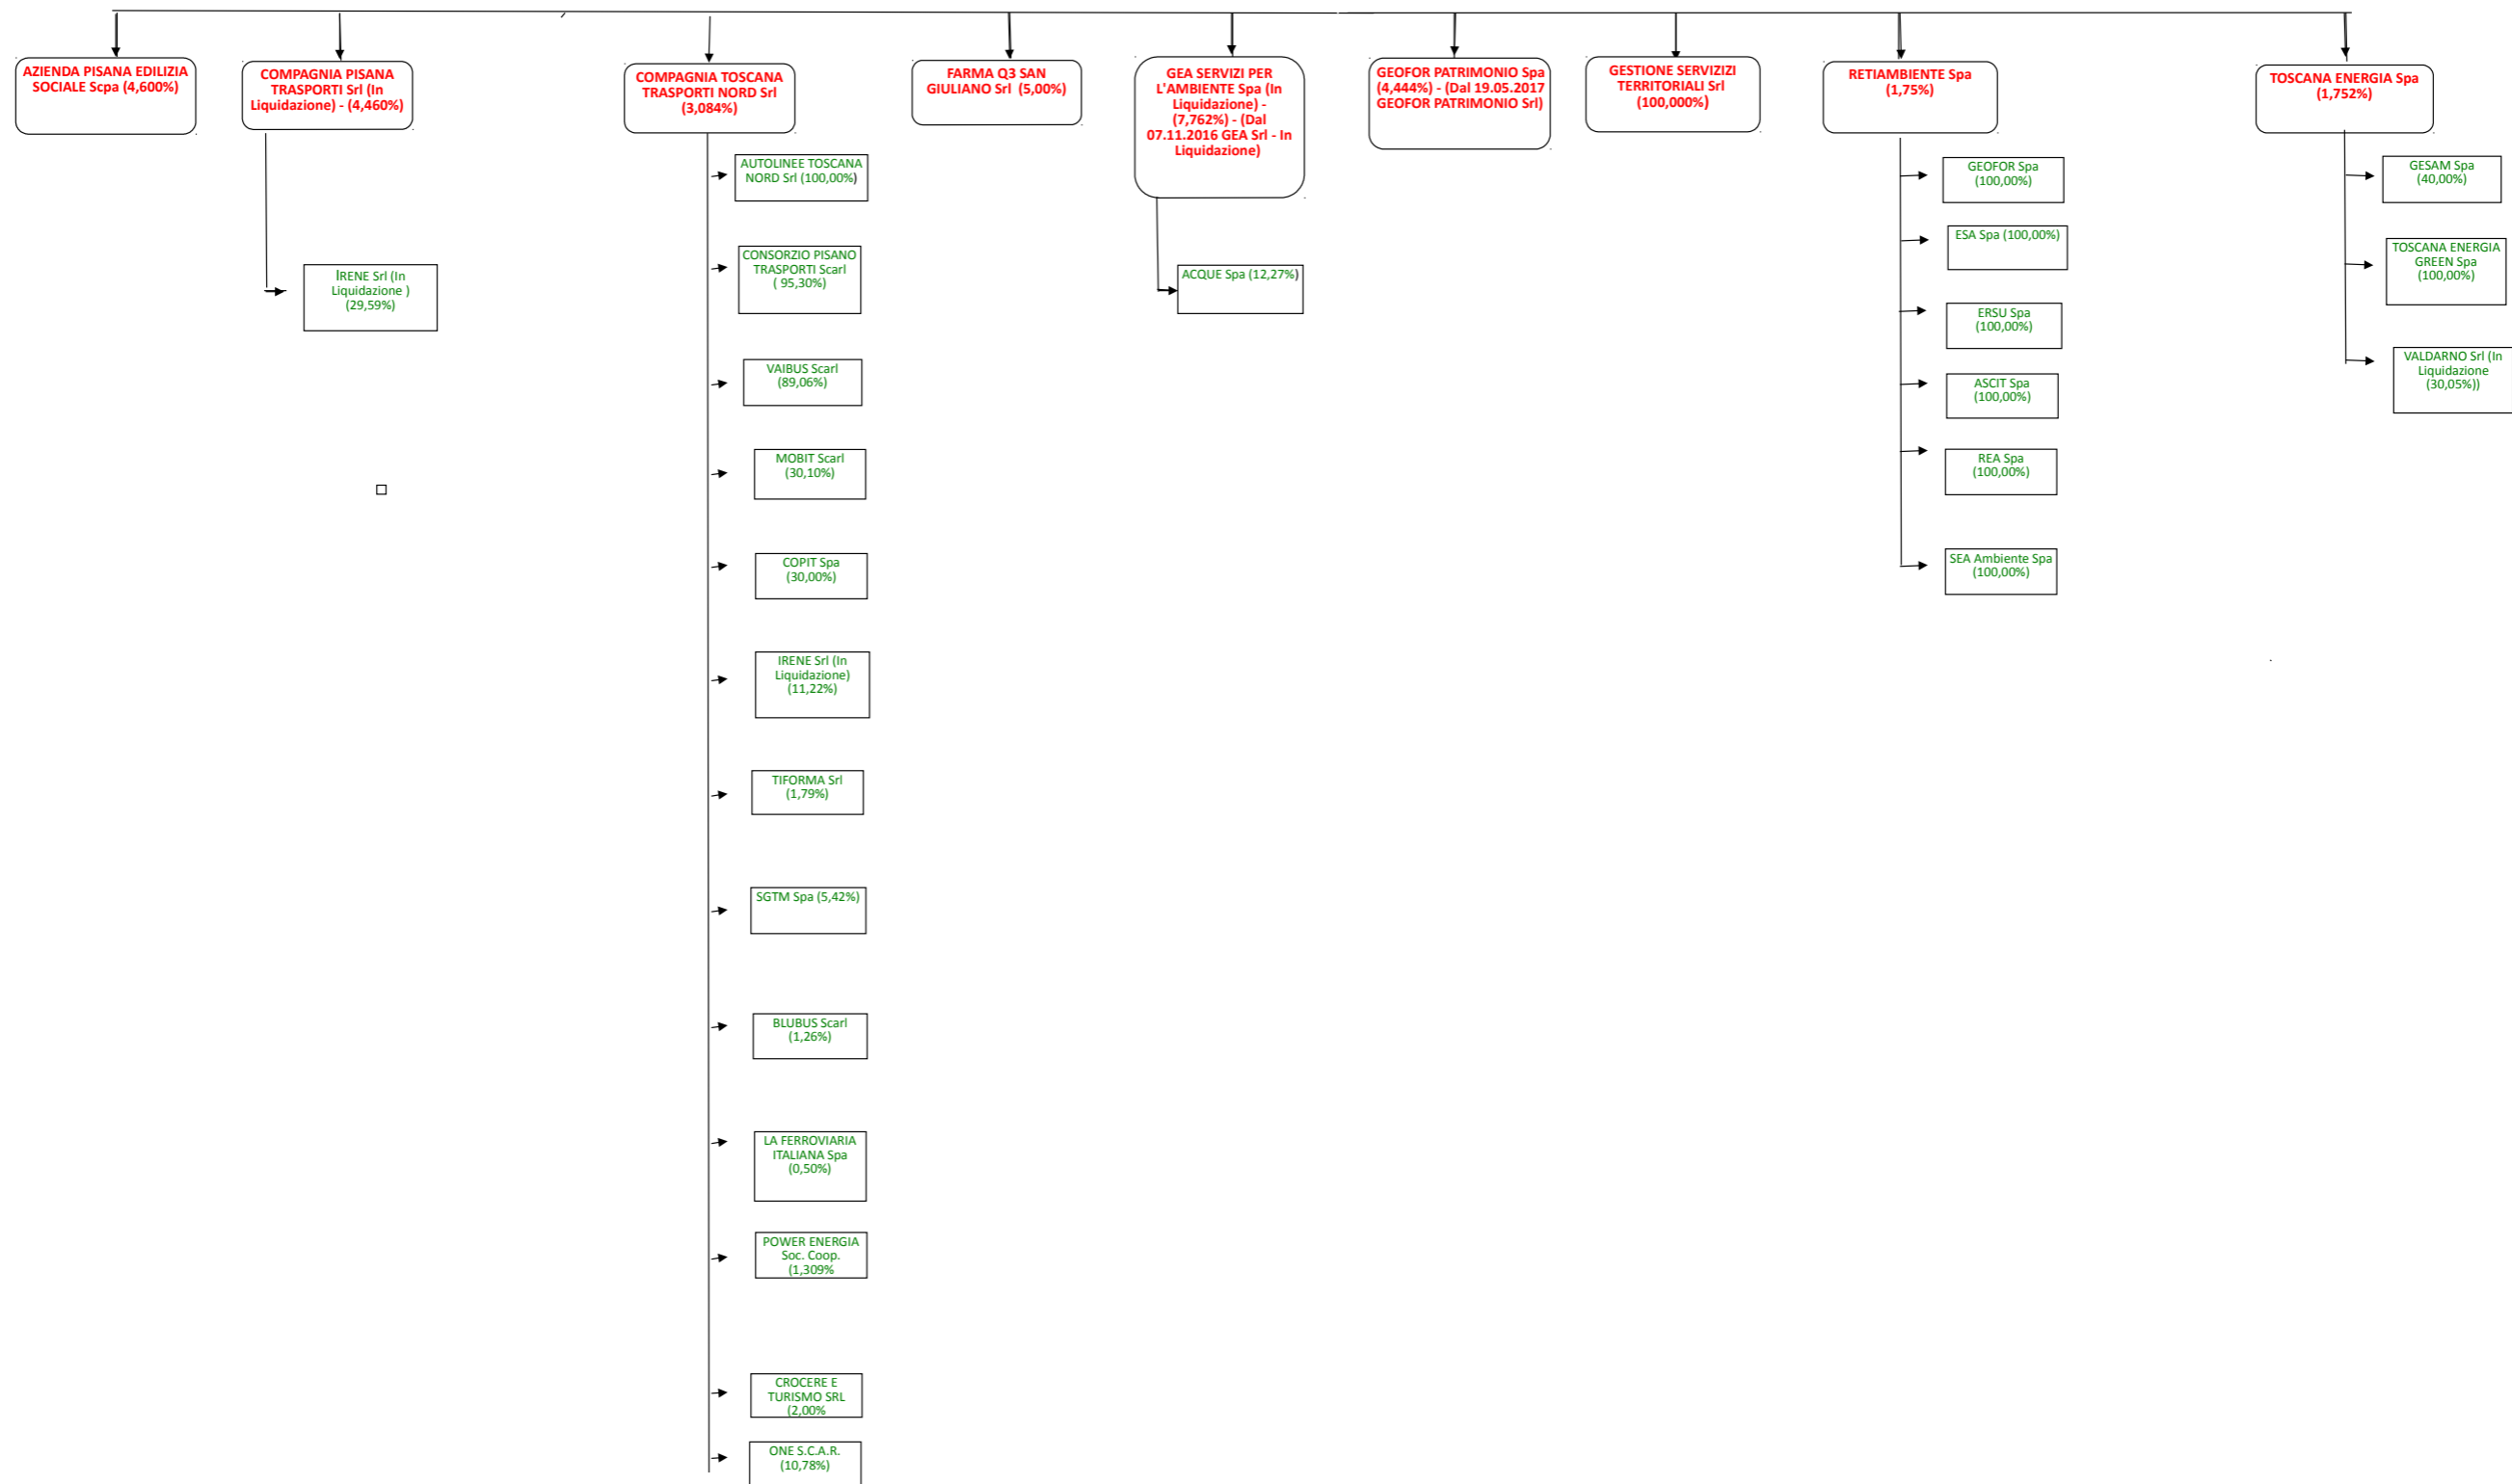 AZIENDA PISANA EDILIZIA
SOCIALE Scpa (4,600%)
COMPAGNIA PISANA
TRASPORTI Srl (In
Liquidazione) - (4,460%)
IRENE Srl (In
Liquidazione )
(29,59%)
COMPAGNIA TOSCANA
TRASPORTI NORD Srl
(3,084%)
AUTOLINEE TOSCANA
NORD Srl (100,00%)
CONSORZIO PISANO
TRASPORTI Scarl
( 95,30%)
VAIBUS Scarl
(89,06%)
MOBIT Scarl
(30,10%)
COPIT Spa
(30,00%)
IRENE Srl (In
Liquidazione)
(11,22%)
TIFORMA Srl
(1,79%)
SGTM Spa (5,42%)
BLUBUS Scarl
(1,26%)
LA FERROVIARIA
ITALIANA Spa
(0,50%)
POWER ENERGIA
Soc. Coop.
(1,309%
CROCERE E
TURISMO SRL
(2,00%
ONE S.C.A.R.
(10,78%)
FARMA Q3 SAN
GIULIANO Srl (5,00%)
GEA SERVIZI PER
L'AMBIENTE Spa (In
Liquidazione) -
(7,762%) - (Dal
07.11.2016 GEA Srl - In
Liquidazione)
ACQUE Spa (12,27%)
GEOFOR PATRIMONIO Spa
(4,444%) - (Dal 19.05.2017
GEOFOR PATRIMONIO Srl)
GESTIONE SERVIZIZI
TERRITORIALI Srl
(100,000%)
RETIAMBIENTE Spa
(1,75%)
GEOFOR Spa
(100,00%)
ESA Spa (100,00%)
ERSU Spa
(100,00%)
ASCIT Spa
(100,00%)
REA Spa
(100,00%)
SEA Ambiente Spa
(100,00%)
TOSCANA ENERGIA Spa
(1,752%)
GESAM Spa
(40,00%)
TOSCANA ENERGIA
GREEN Spa
(100,00%)
VALDARNO Srl (In
Liquidazione
(30,05%))